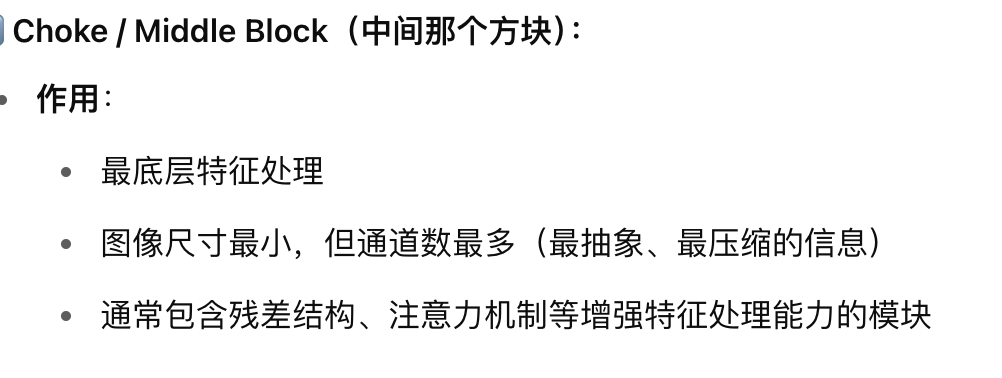 Choke / Middle Block（中间那个方块）：
作用：
最底层特征处理
图像尺寸最小，但通道数最多（最抽象、最压缩的信息）
通常包含残差结构、注意力机制等增强特征处理能力的模块